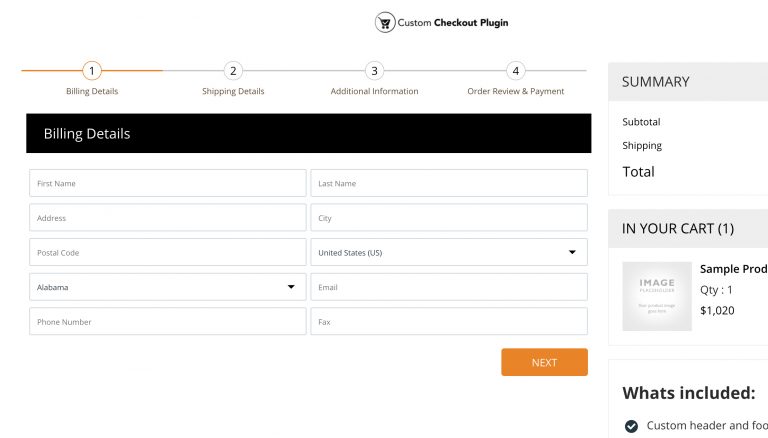 Custom Checkout Plugin
1 2 3 4
Billing Details Shipping Details Additional Information Order Review & Payment
Billing Details
First Name Last Name
Address City
Postal Code United States (US)
Alabama Email
Phone Number Fax
NEXT
SUMMARY
Subtotal
Shipping
Total
IN YOUR CART (1)
IMAGE
PLACEHOLDER
Your product image
goes here
Sample Prod
Qty : 1
$1,020
Whats included:
Custom header and foo